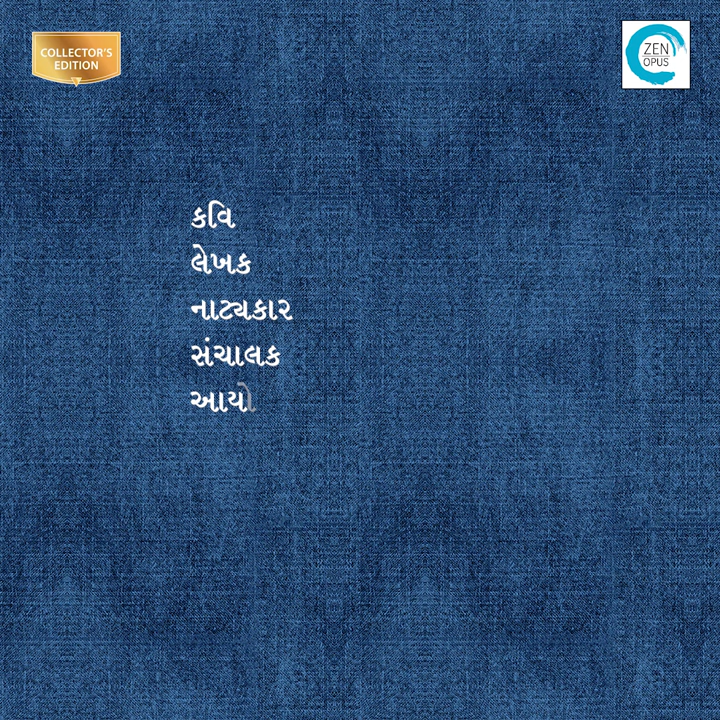 COLLECTOR'S
EDITION
ZEN
OPUS
કવિ
લેખક
નાટ્યકાર
સંચાલક
આયો